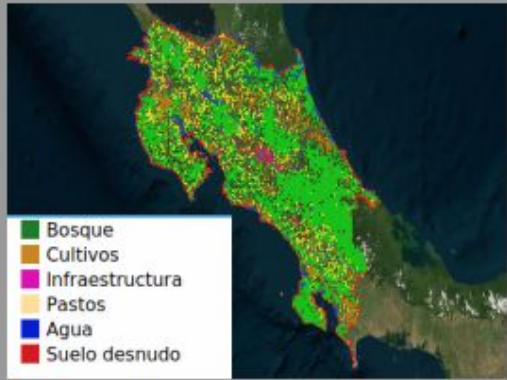 Bosque
Cultivos
Infraestructura
Pastos
Agua
Suelo desnudo